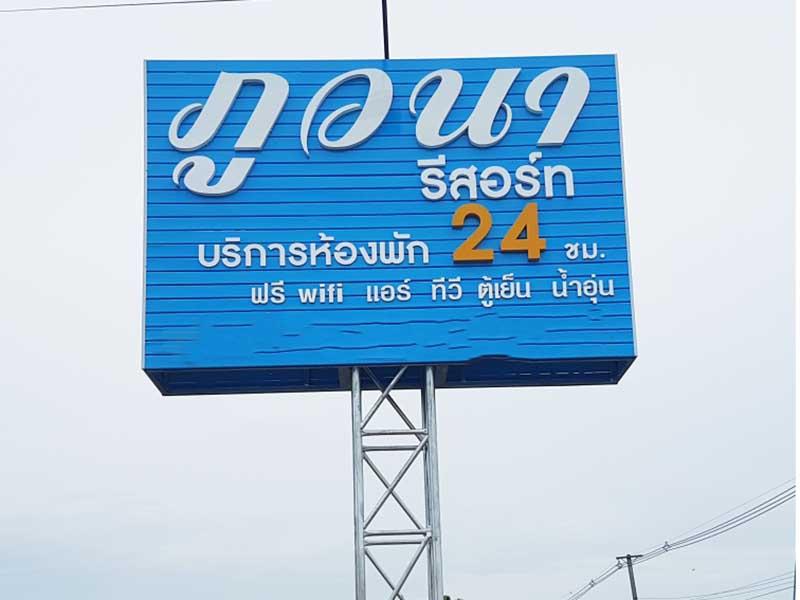 ภูวนา
รีสอร์ท
บริการห้องพัก 24 ชม.
ฟรี wifi แอร์ ทีวี ตู้เย็น น้ำอุ่น